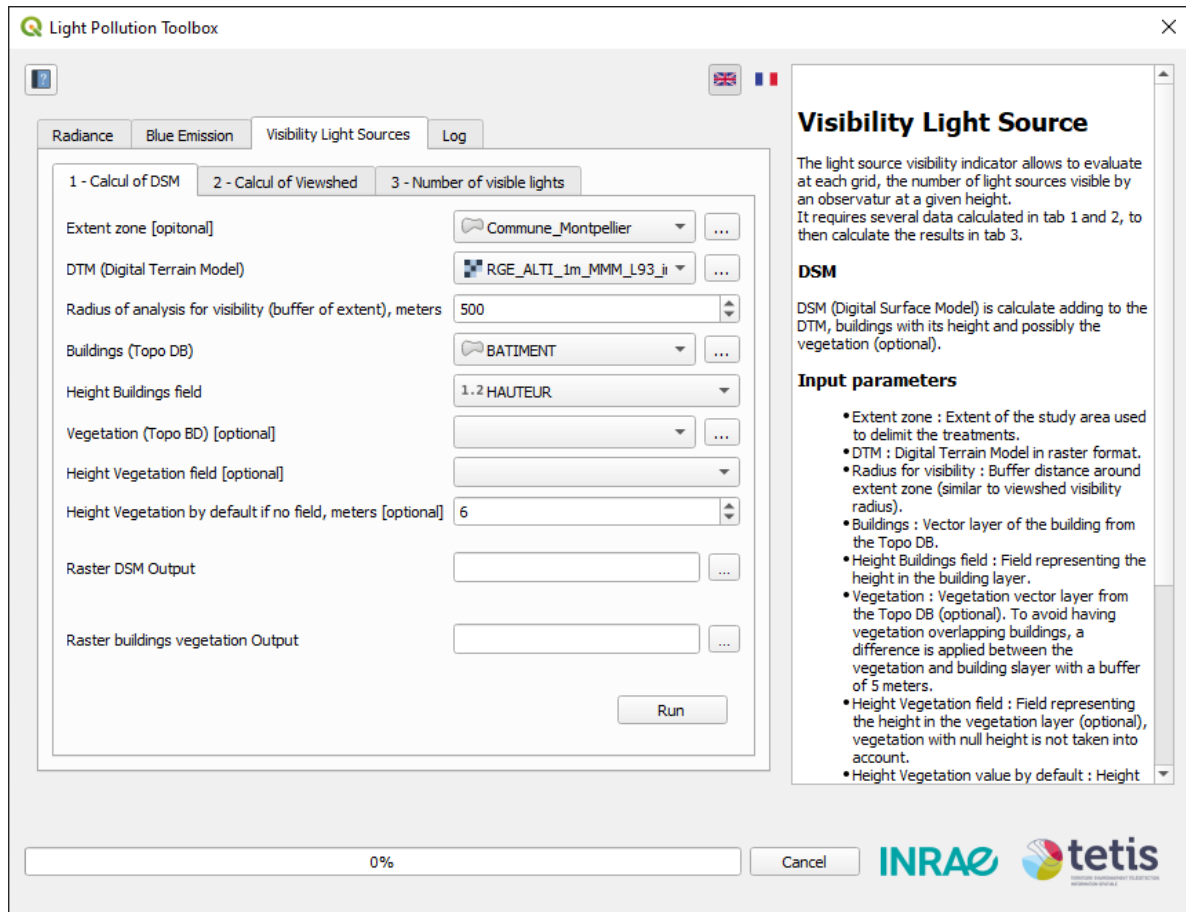 Light Pollution Toolbox
Radiance
Blue Emission
Visibility Light Sources
Log
1 - Calcul of DSM
2 - Calcul of Viewshed
3 - Number of visible lights
Extent zone [opitonal]
Commune_Montpellier
...
DTM (Digital Terrain Model)
RGE_ALTI_1m_MMM_L93_i
...
Radius of analysis for visibility (buffer of extent), meters
500
Buildings (Topo DB)
BATIMENT
...
Height Buildings field
1.2 HAUTEUR
Vegetation (Topo BD) [optional]
...
Height Vegetation field [optional]
Height Vegetation by default if no field, meters [optional]
6
Raster DSM Output
...
Raster buildings vegetation Output
...
Run
Visibility Light Source
The light source visibility indicator allows to evaluate
at each grid, the number of light sources visible by
an observatur at a given height.
It requires several data calculated in tab 1 and 2, to
then calculate the results in tab 3.
DSM
DSM (Digital Surface Model) is calculate adding to the
DTM, buildings with its height and possibly the
vegetation (optional).
Input parameters
• Extent zone : Extent of the study area used
to delimit the treatments.
• DTM : Digital Terrain Model in raster format.
• Radius for visibility : Buffer distance around
extent zone (similar to viewshed visibility
radius).
• Buildings : Vector layer of the building from
the Topo DB.
• Height Buildings field : Field representing the
height in the building layer.
• Vegetation : Vegetation vector layer from
the Topo DB (optional). To avoid having
vegetation overlapping buildings, a
difference is applied between the
vegetation and building slayer with a buffer
of 5 meters.
• Height Vegetation field : Field representing
the height in the vegetation layer (optional),
vegetation with null height is not taken into
account.
• Height Vegetation value by default : Height
0%
Cancel
INRAE
tetis